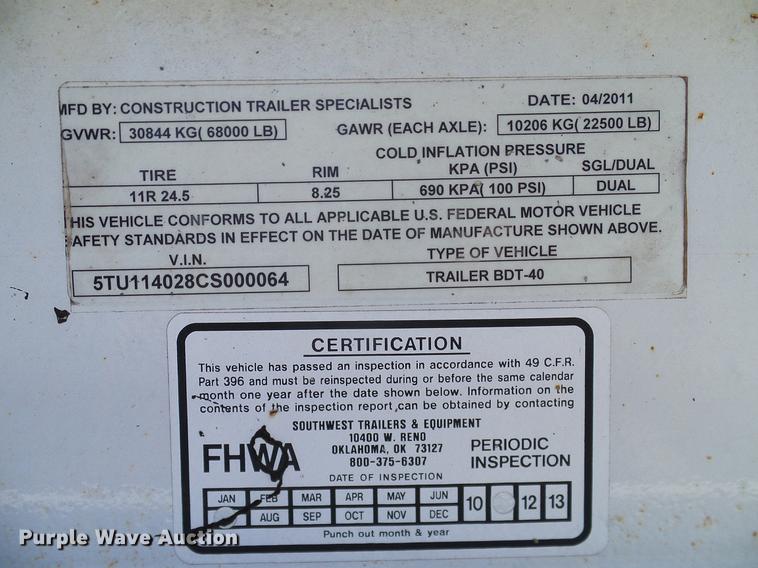 MFD BY: CONSTRUCTION TRAILER SPECIALISTS DATE: 04/2011
GVWR: 30844 KG( 68000 LB) GAWR (EACH AXLE): 10206 KG( 22500 LB)
COLD INFLATION PRESSURE
TIRE RIM KPA (PSI) SGL/DUAL
11R 24.5 8.25 690 KPA( 100 PSI) DUAL
THIS VEHICLE CONFORMS TO ALL APPLICABLE U.S. FEDERAL MOTOR VEHICLE
SAFETY STANDARDS IN EFFECT ON THE DATE OF MANUFACTURE SHOWN ABOVE.
V.I.N. TYPE OF VEHICLE
5TU114028CS000064 TRAILER BDT-40
CERTIFICATION
This vehicle has passed an inspection in accordance with 49 C.F.R.
Part 396 and must be reinspected during or before the same calendar
month one year after the date shown below. Information on the
contents of the inspection report can be obtained by contacting
SOUTHWEST TRAILERS & EQUIPMENT
10400 W. RENO
OKLAHOMA, OK 73127
800-375-6307
FHWA
PERIODIC
INSPECTION
DATE OF INSPECTION
JAN FEB MAR APR MAY JUN
AUG SEP OCT NOV DEC
10 12 13
Punch out month & year
Purple Wave Auction